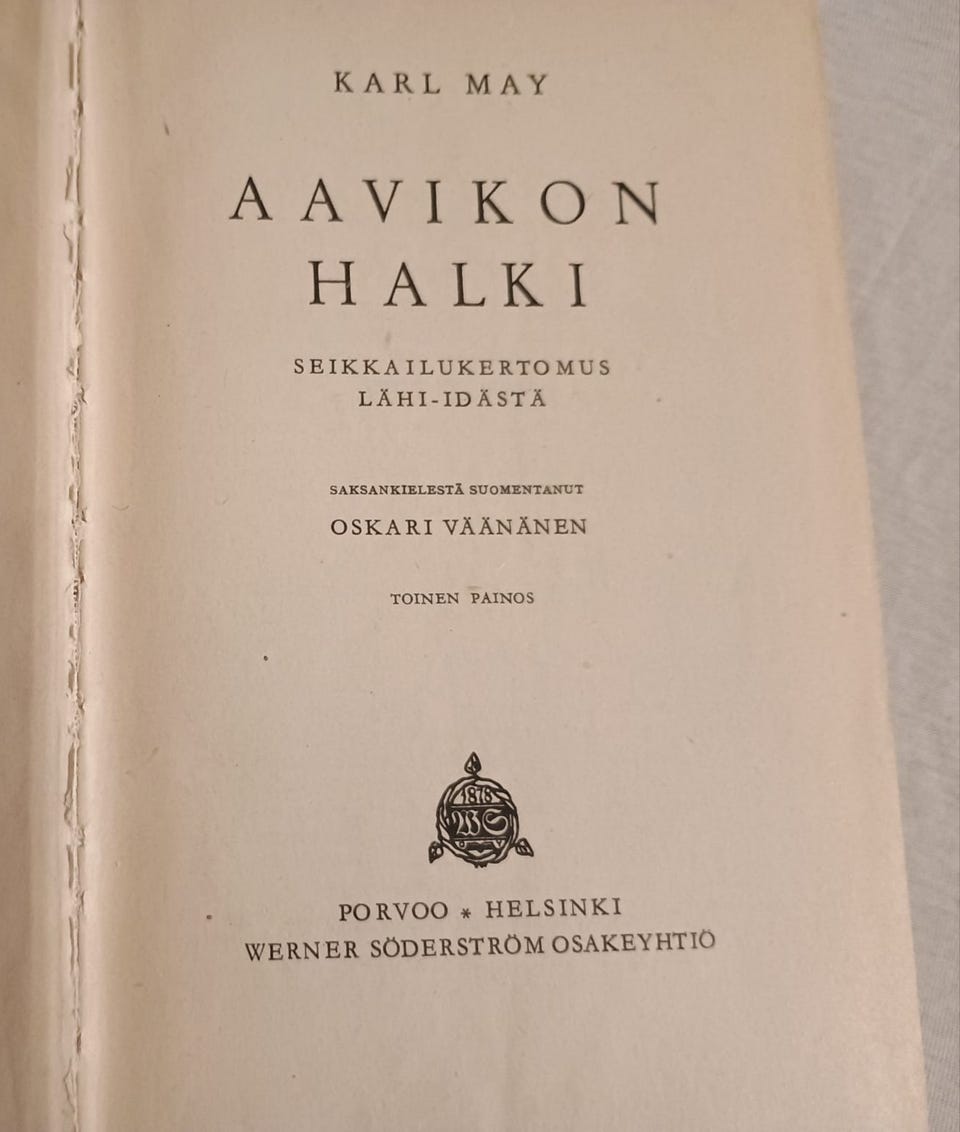 KARL MAY
AAVIKON
HALKI
SEIKKAILUKERTOMUS
LÄHI-IDÄSTÄ
SAKSANKIELESTÄ SUOMENTANUT
OSKARI VÄÄNÄNEN
TOINEN PAINOS
1878
WS
PORVOO * HELSINKI
WERNER SÖDERSTRÖM OSAKEYHTIÖ